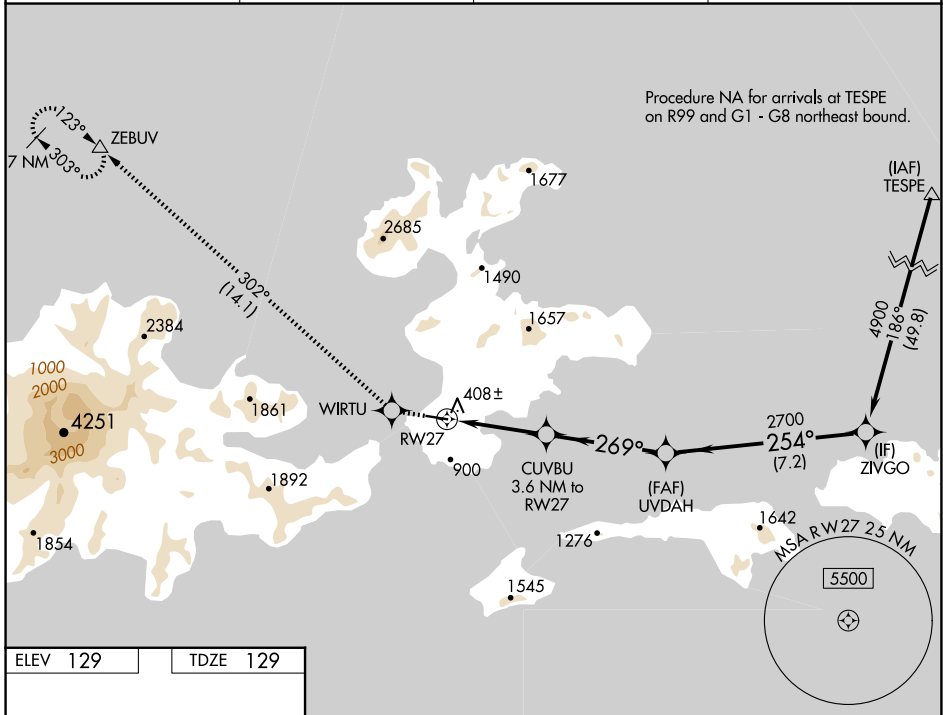 Procedure NA for arrivals at TESPE
on R99 and G1 - G8 northeast bound.
123°
ZEBUV
7 NM
303°
(IAF)
TESPE
1677
2685
1490
302°
(14.1)
4900
186°
(49.8)
2384
1657
1000
2000
4251
3000
1861
WIRTU
408±
RW27
900
CUVBU
3.6 NM to
RW27
269°
2700
254°
(7.2)
(FAF)
UVDAH
(IF)
ZIVGO
1892
1854
1276
1642
1545
MSA RW27 25 NM
5500
ELEV 129
TDZE 129